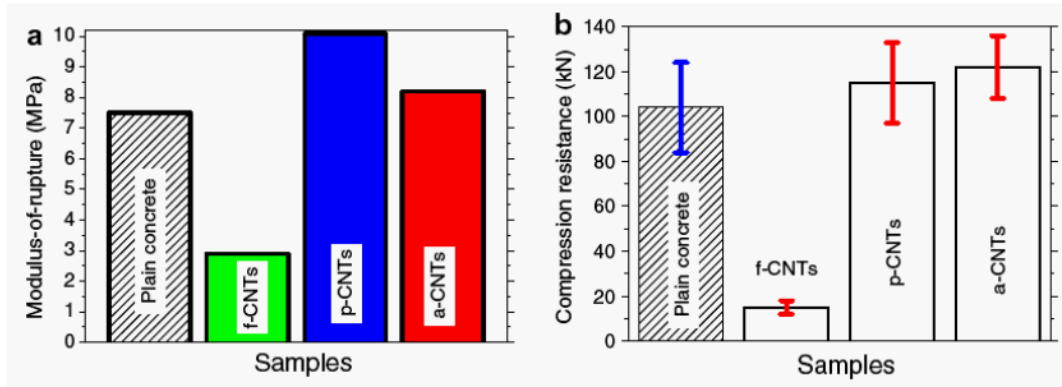 a
Modulus-of-rupture (MPa)
10
9
8
7
6
5
4
3
2
1
0
Plain concrete
f-CNTs
p-CNTs
a-CNTs
Samples
b
Compression resistance (kN)
140
120
100
80
60
40
20
0
Plain concrete
f-CNTs
p-CNTs
a-CNTs
Samples